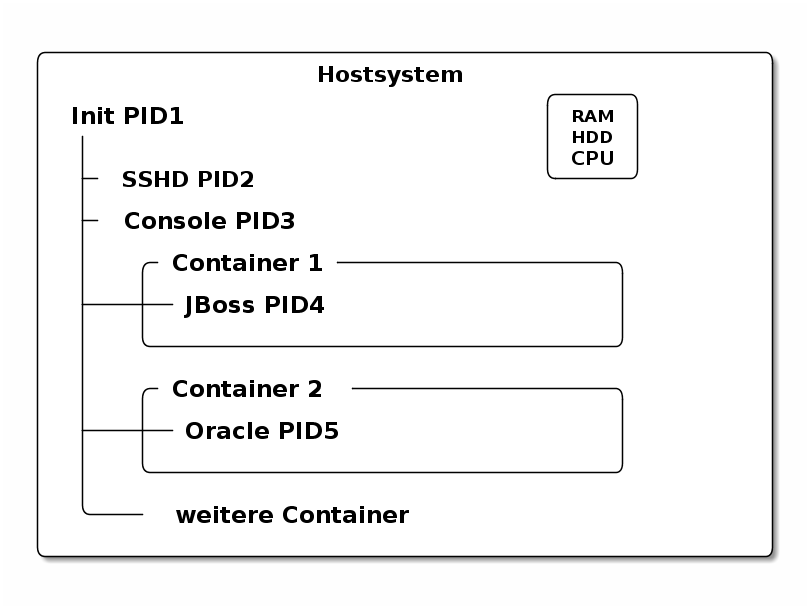 Hostsystem
Init PID1
RAM
HDD
CPU
SSHD PID2
Console PID3
Container 1
JBoss PID4
Container 2
Oracle PID5
weitere Container